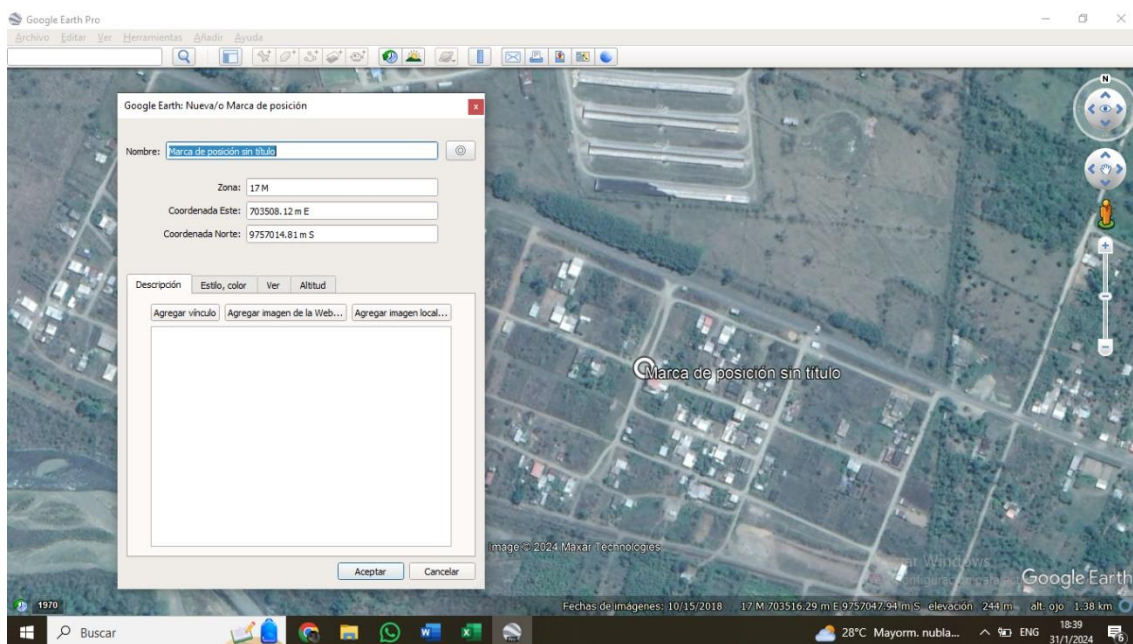 Google Earth Pro
Archivo Editar Ver Herramientas Añadir Ayuda
N
Google Earth: Nueva/o Marca de posición
Nombre: Marca de posición sin título
Zona: 17 M
Coordenada Este: 703508.12 m E
Coordenada Norte: 9757014.81 m S
Descripción Estilo, color Ver Altitud
Agregar vínculo Agregar imagen de la Web... Agregar imagen local...
Marca de posición sin título
Image © 2024 Maxar Technologies
Aceptar Cancelar
Windows
Google Earth
1970
Fechas de imágenes: 10/15/2018 17 M 703516.29 m E 9757047.94 m S elevación 244 m alt. ojo 1.38 km
Buscar
28°C Mayorm. nubla... ENG
18:39
31/1/2024